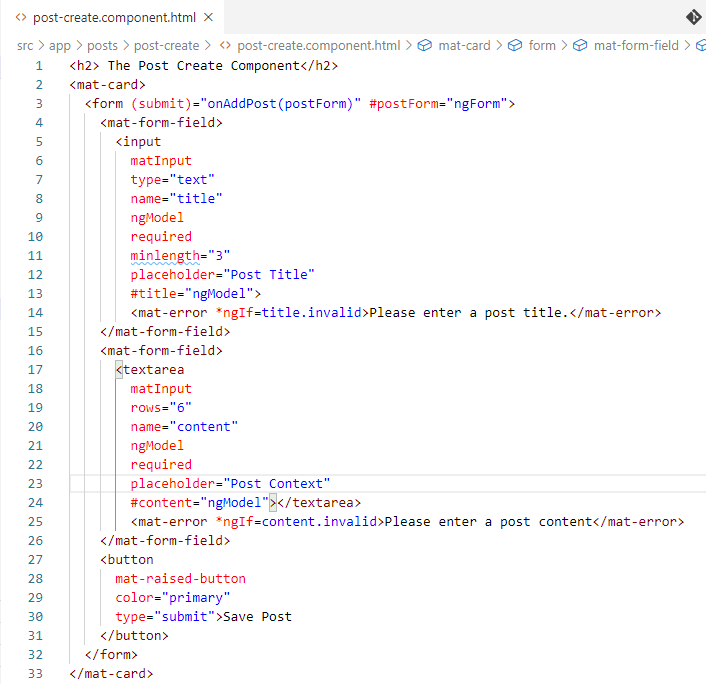 post-create.component.html
src > app > posts > post-create > post-create.component.html > mat-card > form > mat-form-field >
1 <h2> The Post Create Component</h2>
2 <mat-card>
3   <form (submit)="onAddPost(postForm)" #postForm="ngForm">
4     <mat-form-field>
5       <input
6         matInput
7         type="text"
8         name="title"
9         ngModel
10         required
11         minlength="3"
12         placeholder="Post Title"
13         #title="ngModel">
14         <mat-error *ngIf=title.invalid>Please enter a post title.</mat-error>
15     </mat-form-field>
16     <mat-form-field>
17       <textarea
18         matInput
19         rows="6"
20         name="content"
21         ngModel
22         required
23         placeholder="Post Context"
24         #content="ngModel"></textarea>
25         <mat-error *ngIf=content.invalid>Please enter a post content</mat-error>
26     </mat-form-field>
27     <button
28       mat-raised-button
29       color="primary"
30       type="submit">Save Post
31     </button>
32   </form>
33 </mat-card>